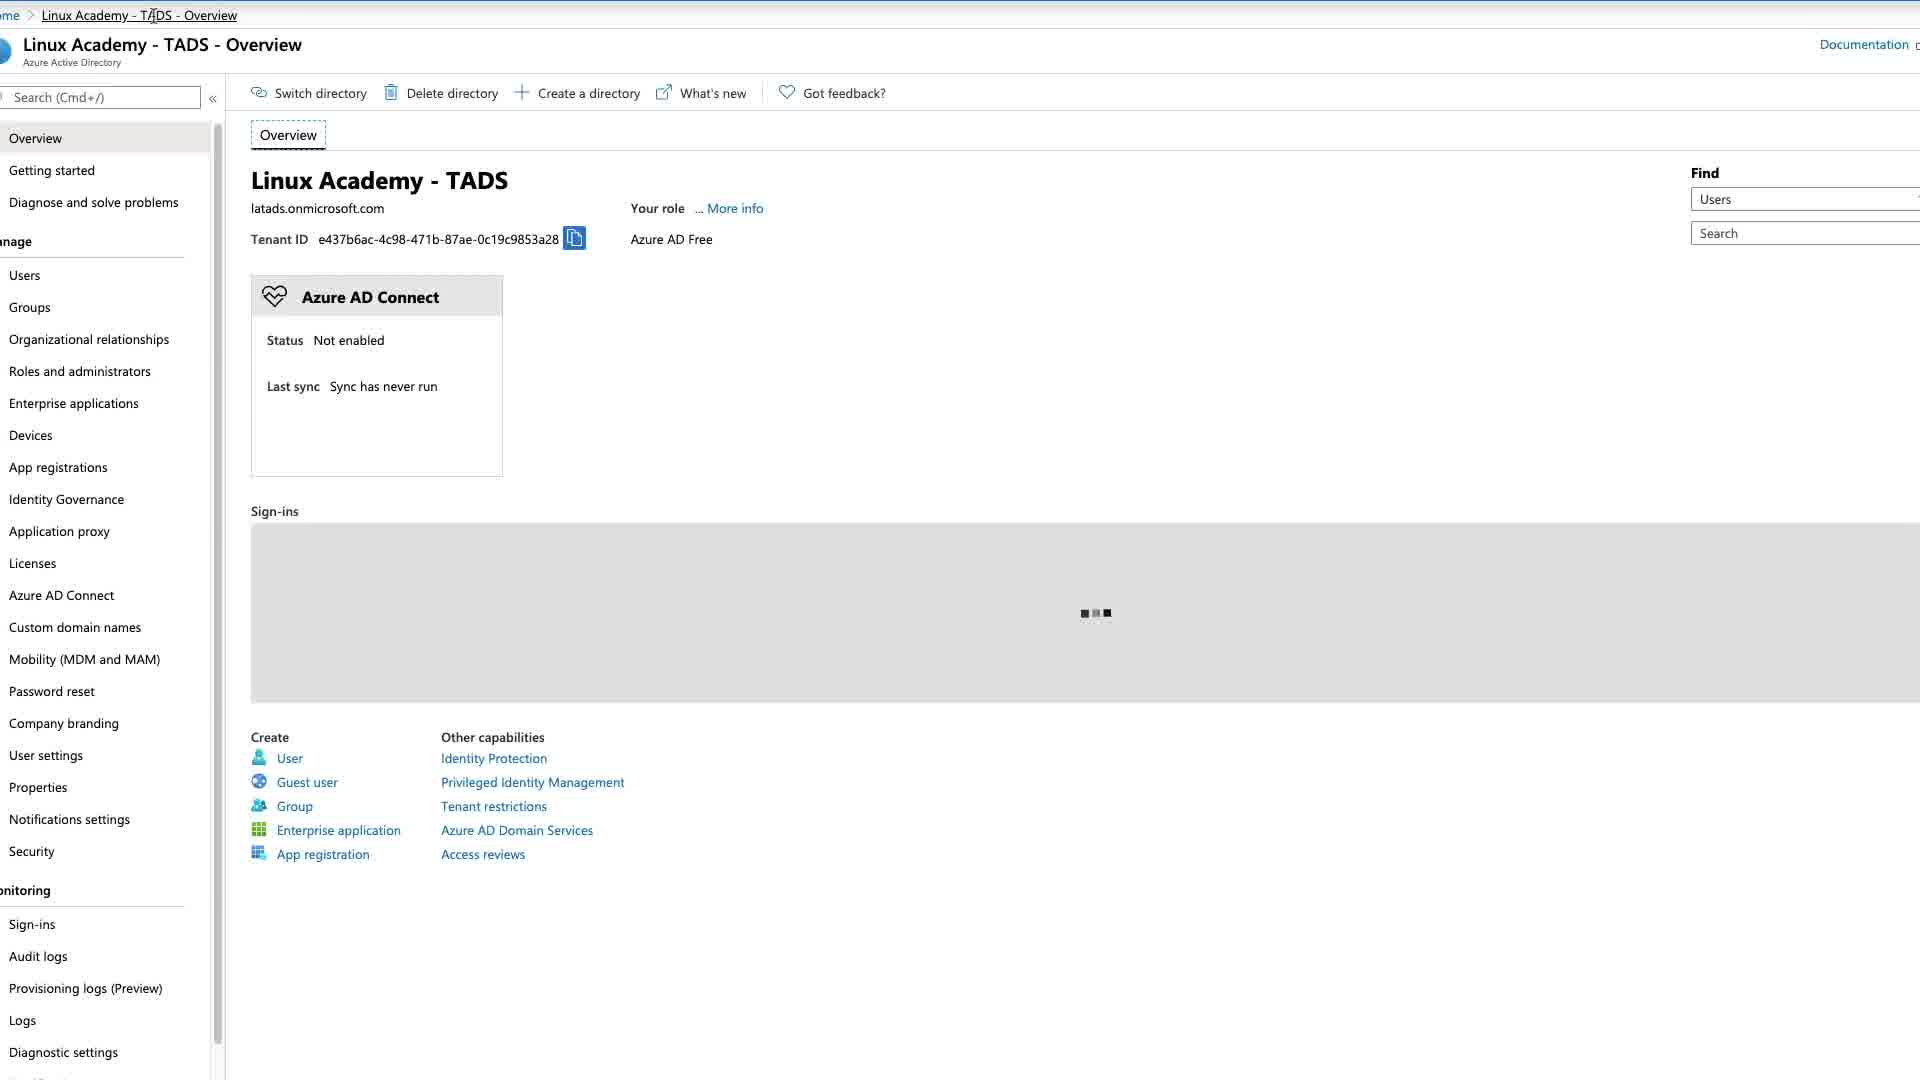 ome > Linux Academy - TADS - Overview
Linux Academy - TADS - Overview
Azure Active Directory
Documentation
Search (Cmd+/)
«
Switch directory
Delete directory
Create a directory
What's new
Got feedback?
Overview
Getting started
Diagnose and solve problems
anage
Users
Groups
Organizational relationships
Roles and administrators
Enterprise applications
Devices
App registrations
Identity Governance
Application proxy
Licenses
Azure AD Connect
Custom domain names
Mobility (MDM and MAM)
Password reset
Company branding
User settings
Properties
Notifications settings
Security
onitoring
Sign-ins
Audit logs
Provisioning logs (Preview)
Logs
Diagnostic settings
Overview
Linux Academy - TADS
latads.onmicrosoft.com
Your role ... More info
Tenant ID e437b6ac-4c98-471b-87ae-0c19c9853a28
Azure AD Free
Find
Users
Search
Azure AD Connect
Status Not enabled
Last sync Sync has never run
Sign-ins
Create
User
Guest user
Group
Enterprise application
App registration
Other capabilities
Identity Protection
Privileged Identity Management
Tenant restrictions
Azure AD Domain Services
Access reviews